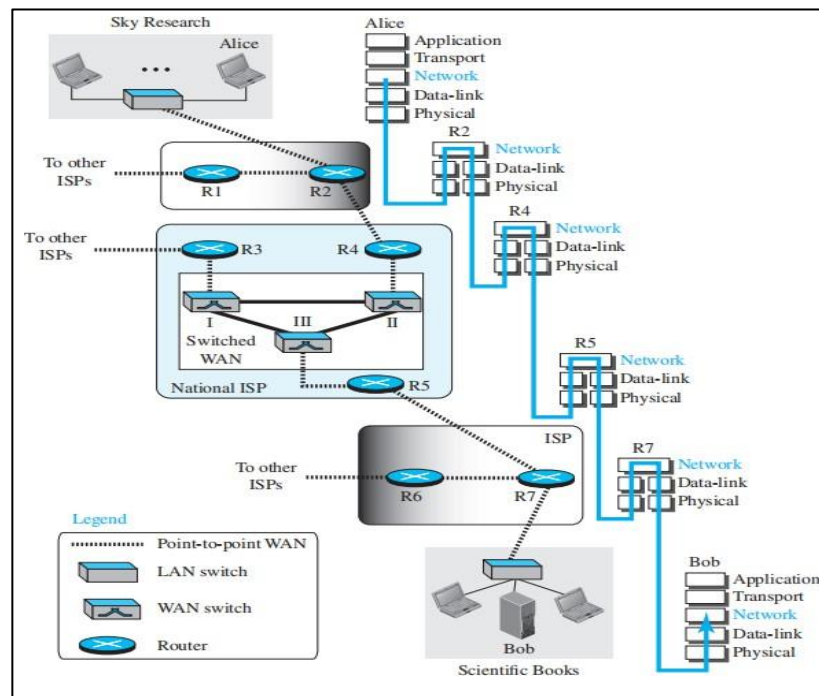 Sky Research
Alice
To other
ISPs
R1
R2
To other
ISPs
R3
R4
I
II
III
Switched
WAN
National ISP
R5
ISP
To other
ISPs
R6
R7
Legend
Point-to-point WAN
LAN switch
WAN switch
Router
Bob
Scientific Books
Alice
Application
Transport
Network
Data-link
Physical
R2
Network
Data-link
Physical
R4
Network
Data-link
Physical
R5
Network
Data-link
Physical
R7
Network
Data-link
Physical
Bob
Application
Transport
Network
Data-link
Physical